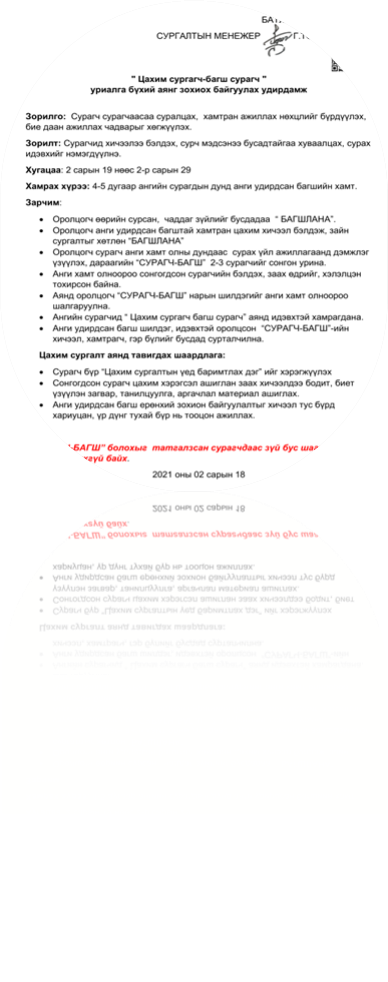 БА
СУРГАЛТЫН МЕНЕЖЕР
" Цахим сургагч-багш сурагч "
уриалга бүхий аянг зохиох байгуулах удирдамж
Зорилго: Сурагч сурагчаасаа суралцах, хамтран ажиллах нөхцлийг бүрдүүлэх,
бие даан ажиллах чадварыг хөгжүүлэх.
Зорилт: Сурагчид хичээлээ бэлдэх, сурч мэдсэнээ бусадтайгаа хуваалцах, сурах
идэвхийг нэмэгдүүлнэ.
Хугацаа: 2 сарын 19 нөөс 2-р сарын 29
Хамрах хүрээ: 4-5 дугаар ангийн сурагдын дунд анги удирдсан багшийн хамт.
Зарчим:
• Оролцогч өөрийн сурсан, чаддаг зүйлийг бусдадаа " БАГШЛАНА".
• Оролцогч анги удирдсан багштай хамтран цахим хичээл бэлдэж, зайн
сургалтыг хөтлөн "БАГШЛАНА"
• Оролцогч сурагч анги хамт олны дундаас сурах үйл ажиллагаанд дэмжлэг
үзүүлэх, дараагийн "СУРАГЧ-БАГШ" 2-3 сурагчийг сонгон урина.
• Анги хамт олноороо сонгогдсон сурагчийн бэлдэх, заах өдрийг, хэлэлцэн
тохирсон байна.
• Аянд оролцогч "СУРАГЧ-БАГШ" нарын шилдэгийг анги хамт олноороо
шалгаруулна.
• Ангийн сурагчид " Цахим сургагч багш сурагч" аянд идэвхтэй хамрагдана.
• Анги удирдсан багш шилдэг, идэвхтэй оролцсон "СУРАГЧ-БАГШ"-ийн
хичээл, хамтрагч, гэр бүлийг бусдад сурталчилна.
Цахим сургалт аянд тавигдах шаардлага:
• Сурагч бүр "Цахим сургалтын үед баримтлах дэг" ийг хэрэгжүүлэх
• Сонгогдсон сурагч цахим хэрэгсэл ашиглан заах хичээлдээ бодит, биет
үзүүлэн загвар, танилцуулга, аргачлал материал ашиглах.
• Анги удирдсан багш ерөнхий зохион байгуулалтыг хичээл тус бүрд
хариуцан, үр дүнг тухай бүр нь тооцон ажиллах.
-БАГШ" болохыг татгалзсан сурагчдаас зүй бус
байх.
2021 оны 02 сарын 18